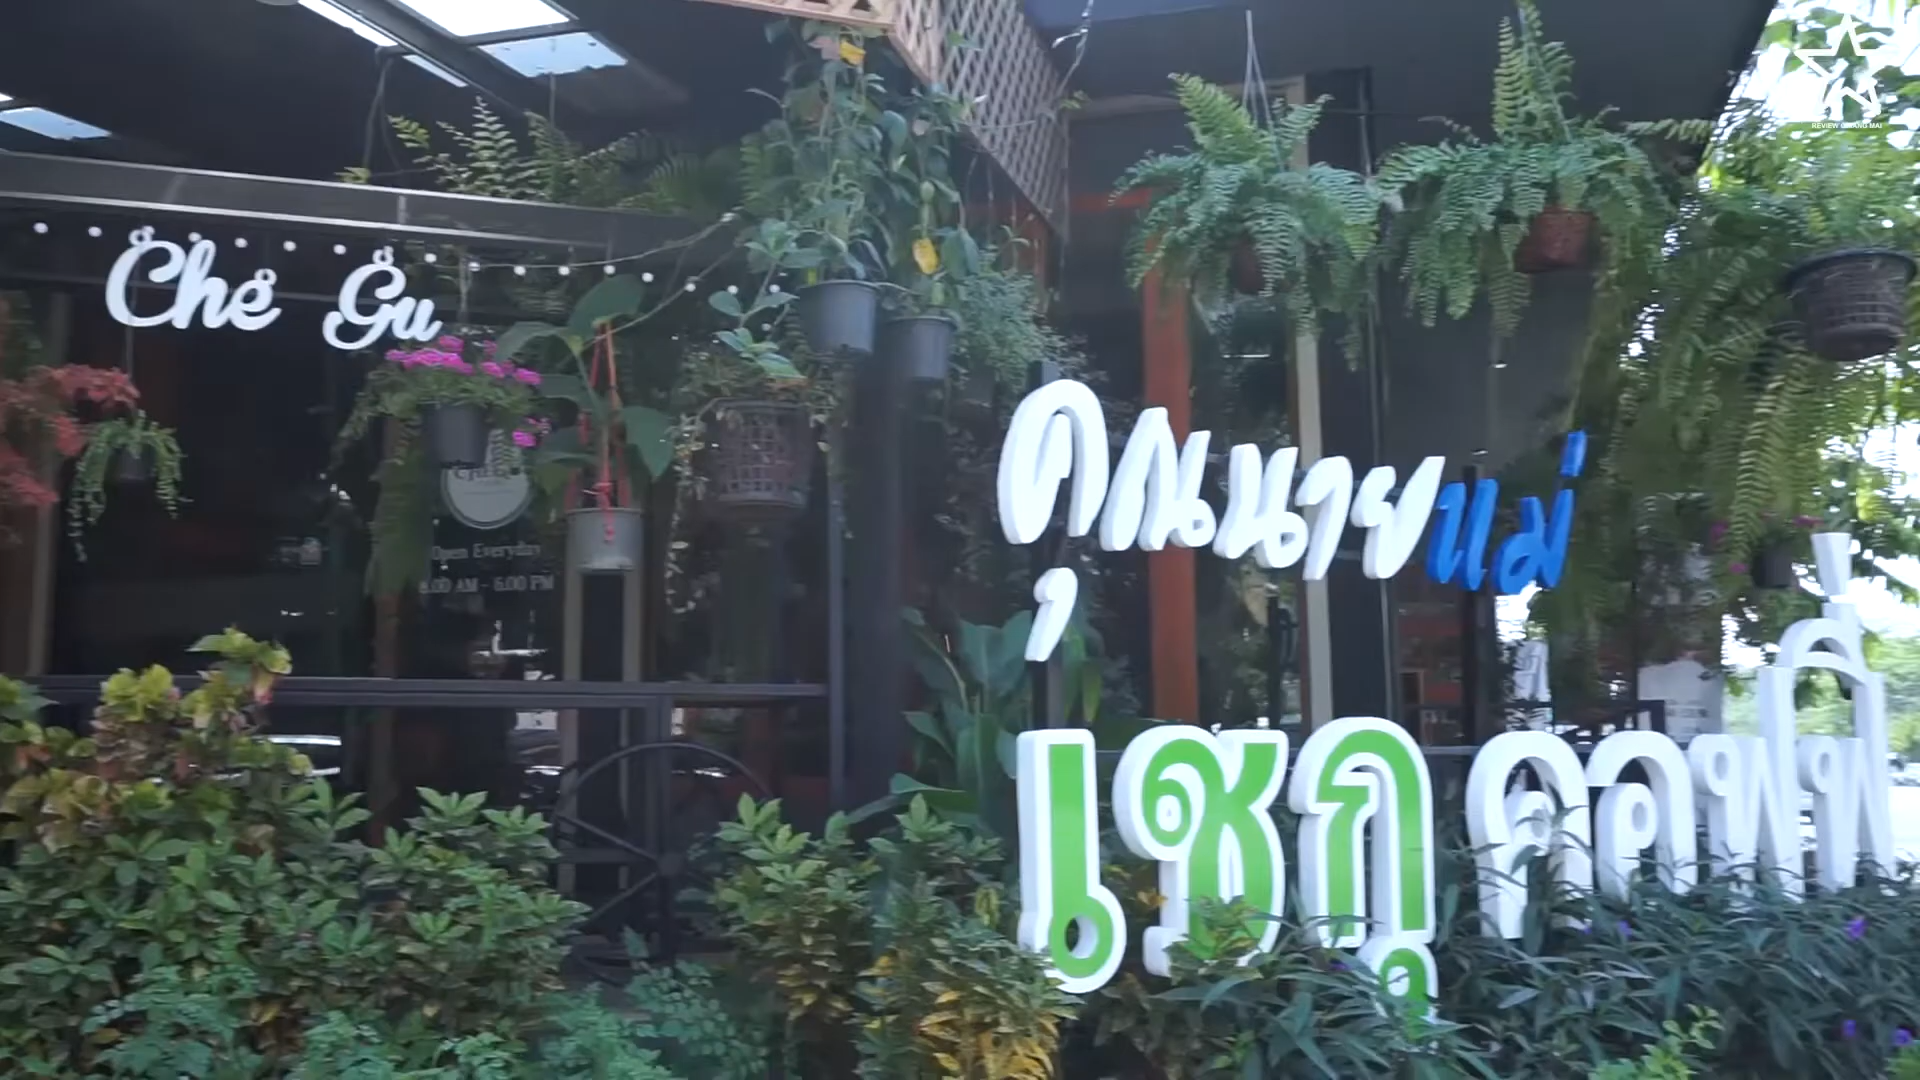 REVIEW CHIANG MAI
Che Gu
คุณนายแม่
Open Everyday
8.00 AM - 6.00 PM
เชกู คอฟฟี่